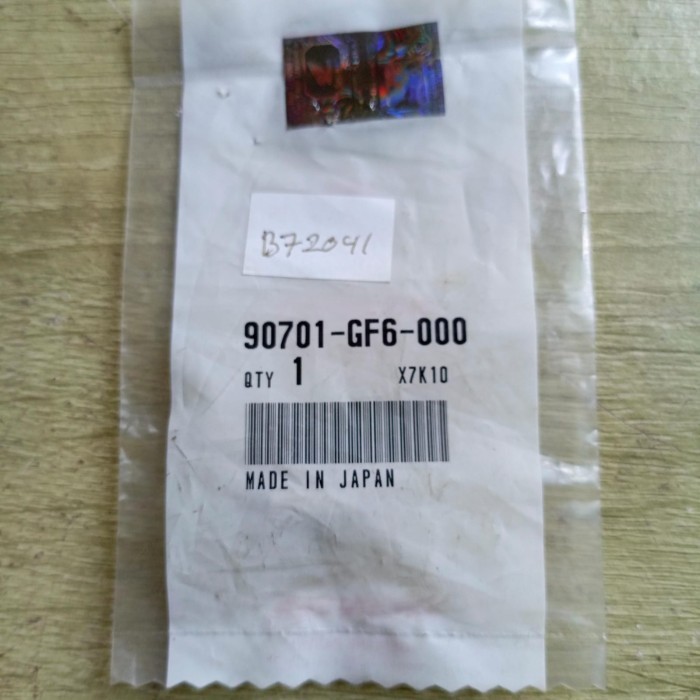 B72041
90701-GF6-000
QTY 1 X7K10
MADE IN JAPAN